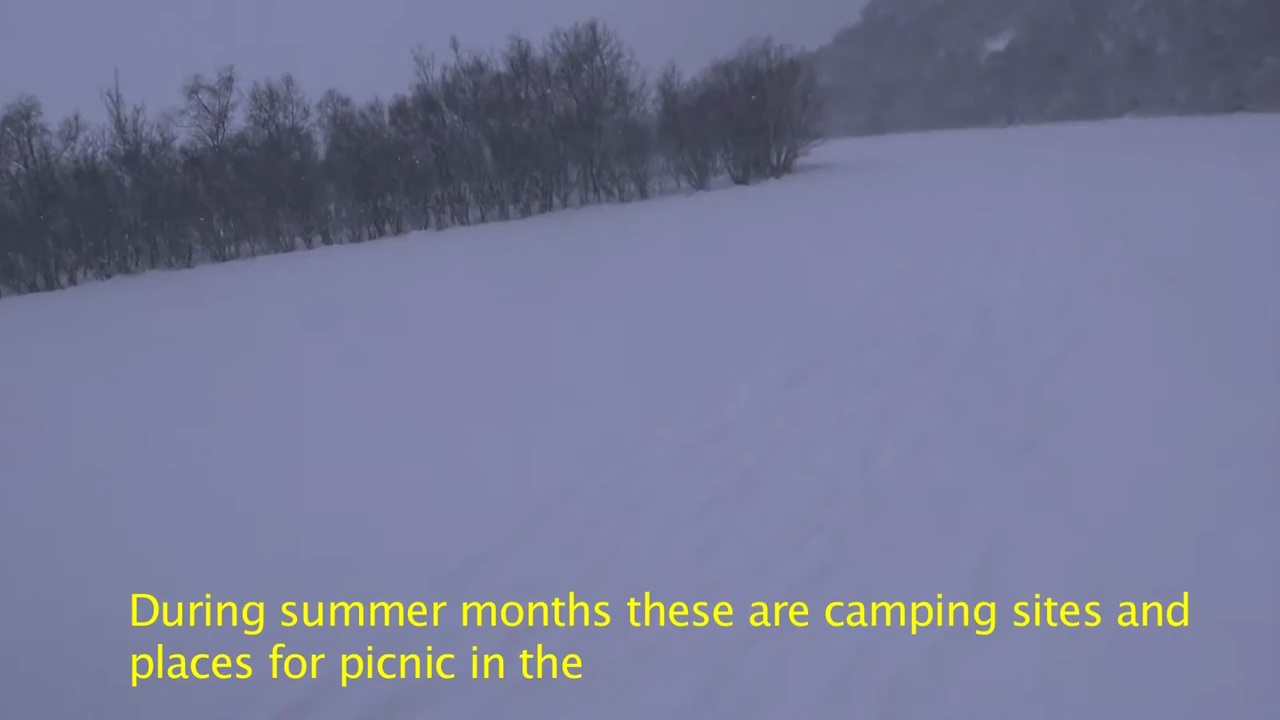 During summer months these are camping sites and
places for picnic in the